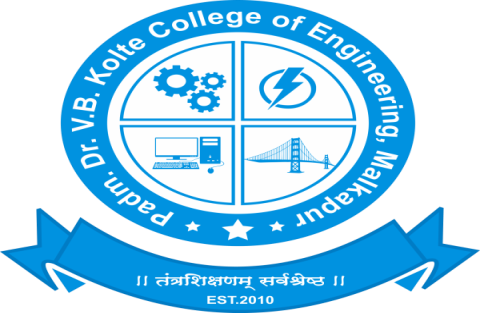 Padm. Dr. V.B. Kolte College of Engineering, Malkapur
।। तंत्रशिक्षणम् सर्वश्रेष्ठ ।।
EST.2010